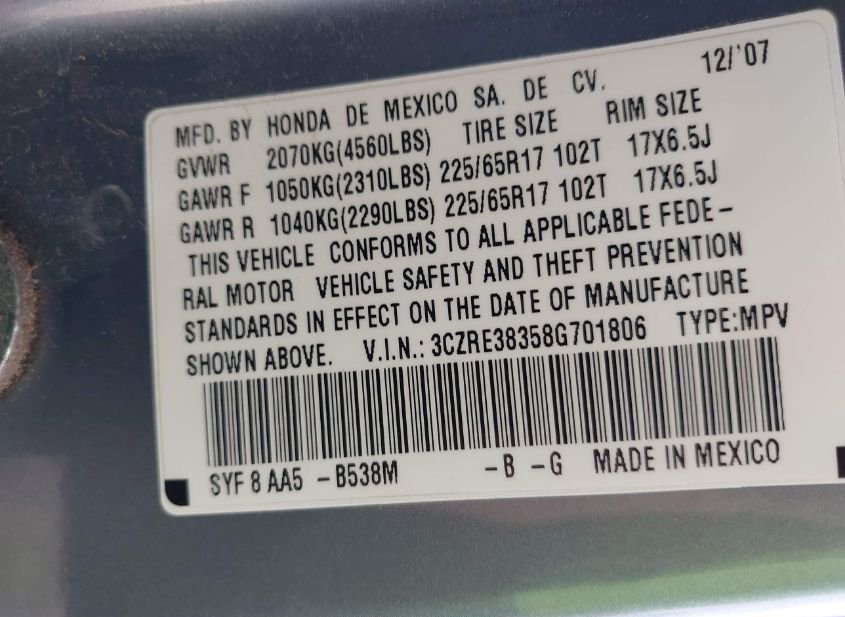 12/'07
MFD. BY HONDA DE MEXICO SA. DE CV.
GVWR 2070KG(4560LBS) TIRE SIZE RIM SIZE
GAWR F 1050KG(2310LBS) 225/65R17 102T 17X6.5J
GAWR R 1040KG(2290LBS) 225/65R17 102T 17X6.5J
THIS VEHICLE CONFORMS TO ALL APPLICABLE FEDE-
RAL MOTOR VEHICLE SAFETY AND THEFT PREVENTION
STANDARDS IN EFFECT ON THE DATE OF MANUFACTURE
SHOWN ABOVE. V.I.N.: 3CZRE38358G701806 TYPE:MPV
SYF 8 AA5 -B538M -B -G MADE IN MEXICO